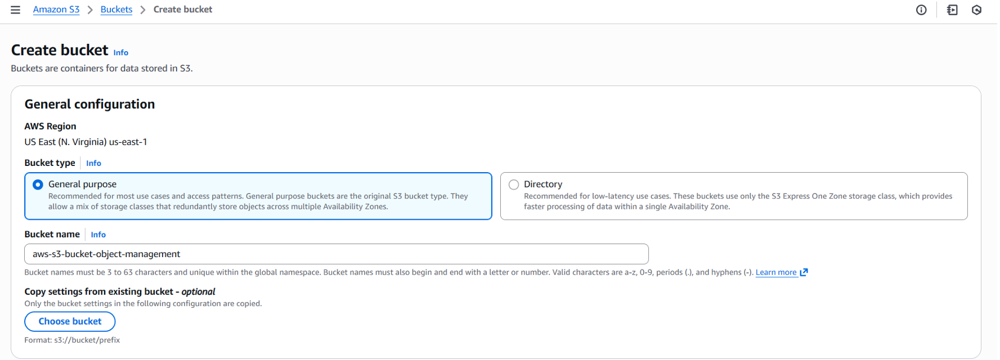 Amazon S3 > Buckets > Create bucket
Create bucket Info
Buckets are containers for data stored in S3.
General configuration
AWS Region
US East (N. Virginia) us-east-1
Bucket type Info
General purpose
Recommended for most use cases and access patterns. General purpose buckets are the original S3 bucket type. They
allow a mix of storage classes that redundantly store objects across multiple Availability Zones.
Directory
Recommended for low-latency use cases. These buckets use only the S3 Express One Zone storage class, which provides
faster processing of data within a single Availability Zone.
Bucket name Info
aws-s3-bucket-object-management
Bucket names must be 3 to 63 characters and unique within the global namespace. Bucket names must also begin and end with a letter or number. Valid characters are a-z, 0-9, periods (.), and hyphens (-). Learn more
Copy settings from existing bucket - optional
Only the bucket settings in the following configuration are copied.
Choose bucket
Format: s3://bucket/prefix